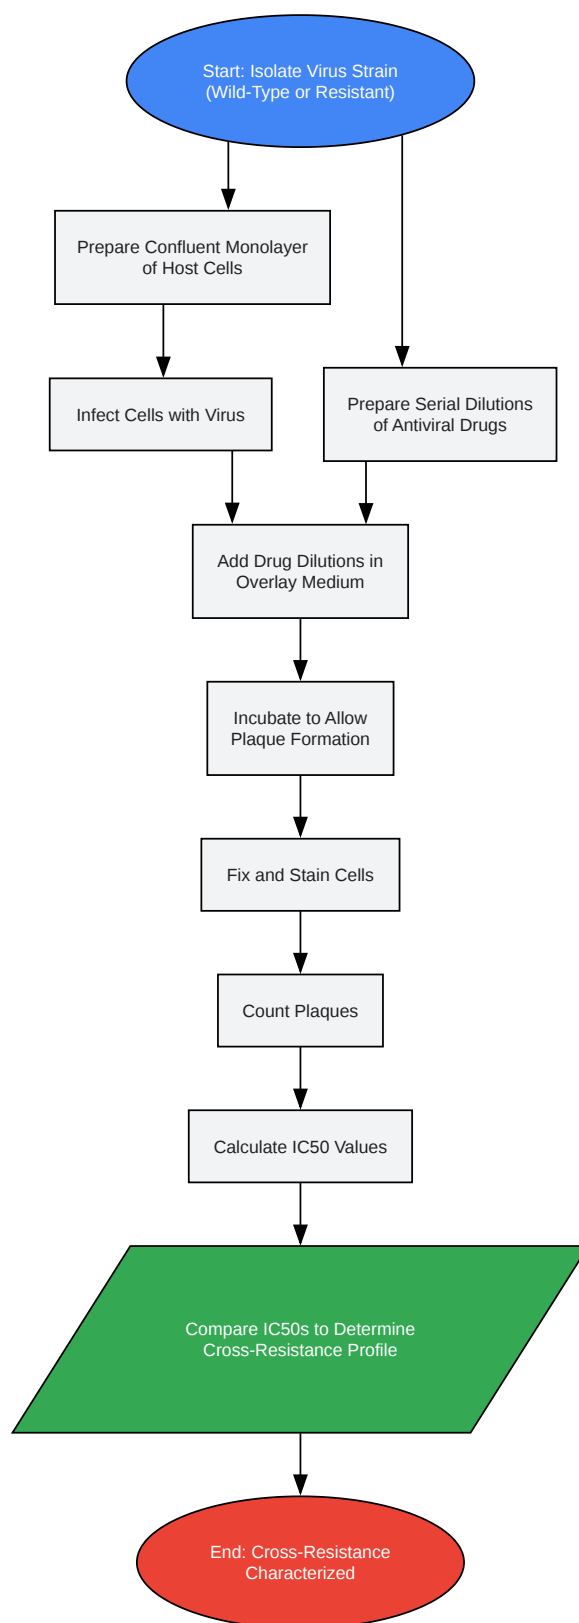 Start: Isolate Virus Strain
(Wild-Type or Resistant)
Prepare Confluent Monolayer
of Host Cells
Infect Cells with Virus
Prepare Serial Dilutions
of Antiviral Drugs
Add Drug Dilutions in
Overlay Medium
Incubate to Allow
Plaque Formation
Fix and Stain Cells
Count Plaques
Calculate IC50 Values
Compare IC50s to Determine
Cross-Resistance Profile
End: Cross-Resistance
Characterized